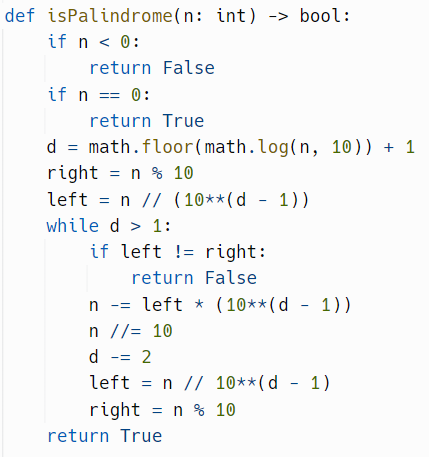 def isPalindrome(n: int) -> bool:
    if n < 0:
        return False
    if n == 0:
        return True
    d = math.floor(math.log(n, 10)) + 1
    right = n % 10
    left = n // (10**(d - 1))
    while d > 1:
        if left != right:
            return False
        n -= left * (10**(d - 1))
        n //= 10
        d -= 2
        left = n // 10**(d - 1)
        right = n % 10
    return True